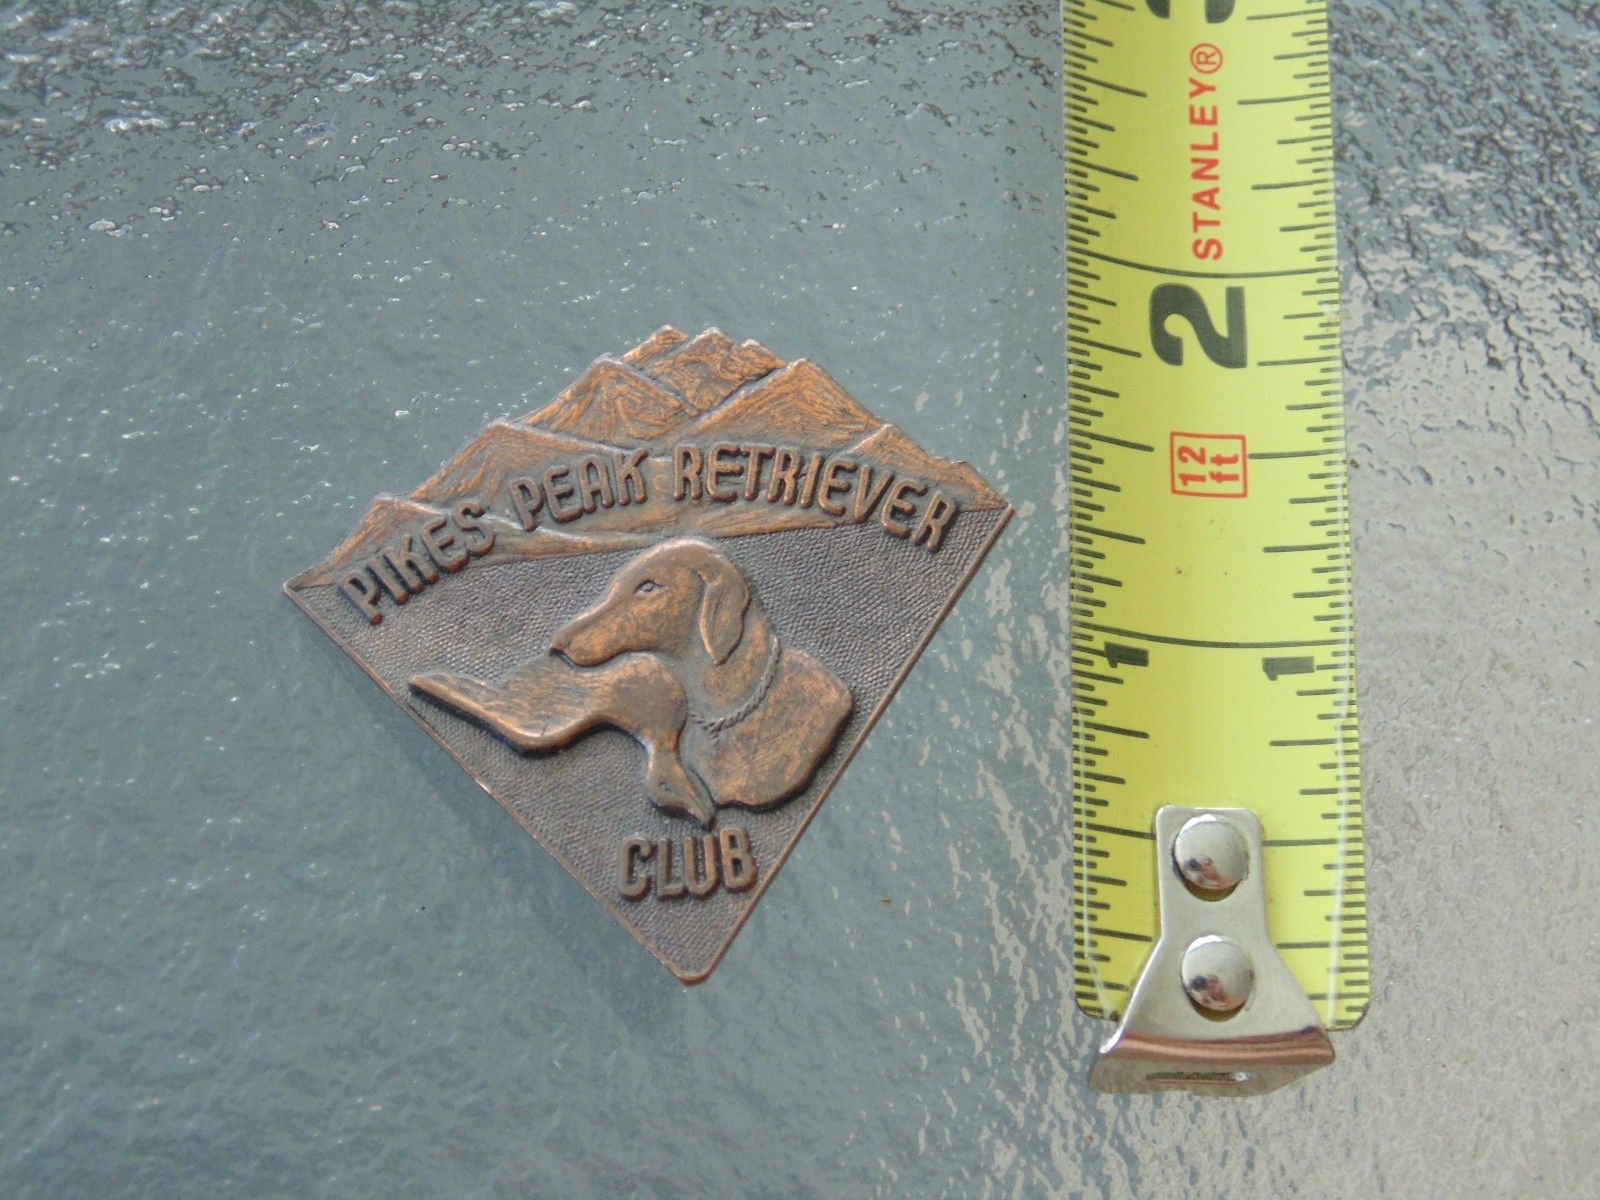 PIKES PEAK RETRIEVER
CLUB
STANLEY®
2
12
ft
1 1